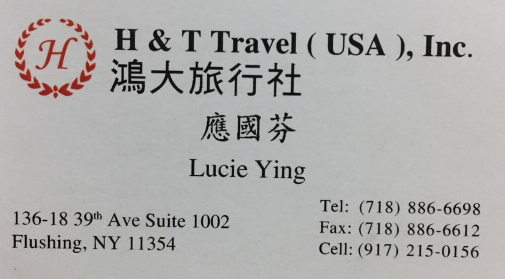 H
H & T Travel ( USA ), Inc.
鴻大旅行社
應國芬
Lucie Ying
136-18 39th Ave Suite 1002
Flushing, NY 11354
Tel: (718) 886-6698
Fax: (718) 886-6612
Cell: (917) 215-0156